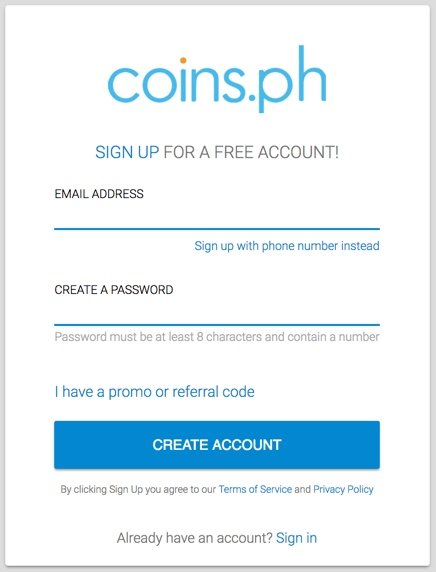 coins.ph
SIGN UP FOR A FREE ACCOUNT!
EMAIL ADDRESS
Sign up with phone number instead
CREATE A PASSWORD
Password must be at least 8 characters and contain a number
I have a promo or referral code
CREATE ACCOUNT
By clicking Sign Up you agree to our Terms of Service and Privacy Policy
Already have an account? Sign in